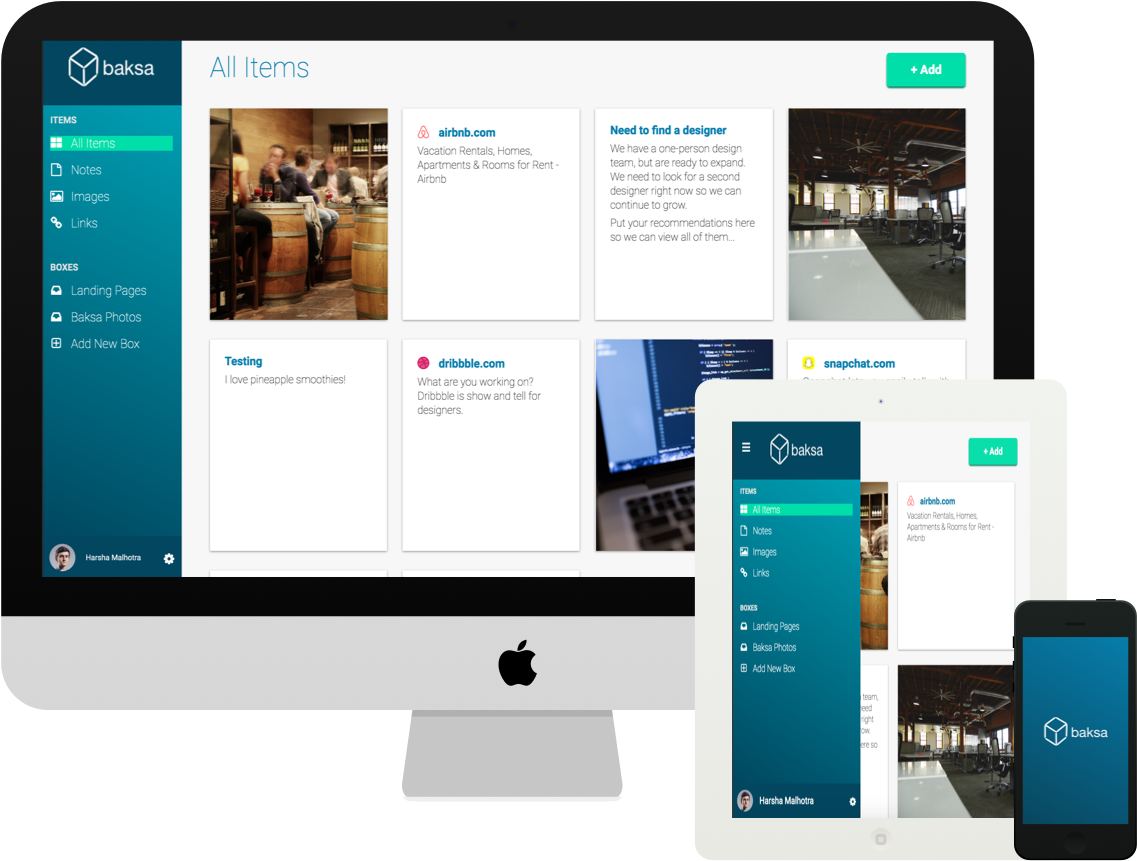 baksa
All Items
+ Add
ITEMS
All Items
Notes
Images
Links
BOXES
Landing Pages
Baksa Photos
Add New Box
Harsha Malhotra
airbnb.com
Vacation Rentals, Homes,
Apartments & Rooms for Rent -
Airbnb
Need to find a designer
We have a one-person design
team, but are ready to expand.
We need to look for a second
designer right now so we can
continue to grow.
Put your recommendations here
so we can view all of them...
Testing
I love pineapple smoothies!
dribbble.com
What are you working on?
Dribbble is show and tell for
designers.
snapchat.com
baksa
+ Add
ITEMS
All Items
Notes
Images
Links
BOXES
Landing Pages
Baksa Photos
Add New Box
Harsha Malhotra
airbnb.com
Vacation Rentals, Homes,
Apartments & Rooms for Rent -
Airbnb
team,
right
baksa